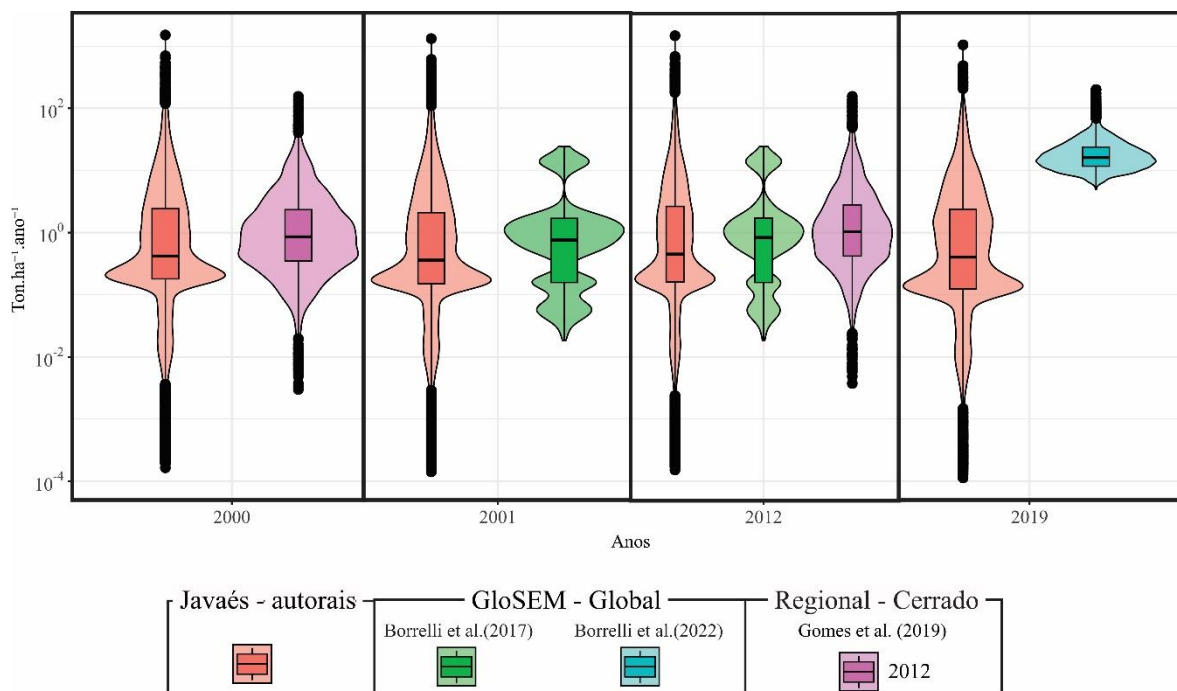 Ton.ha⁻¹.ano⁻¹
10²
10⁰
10⁻²
10⁻⁴
2000 2001 2012 2019
Anos
Javaés - autorais GloSEM - Global Regional - Cerrado
Borrelli et al.(2017) Borrelli et al.(2022) Gomes et al. (2019)
2012